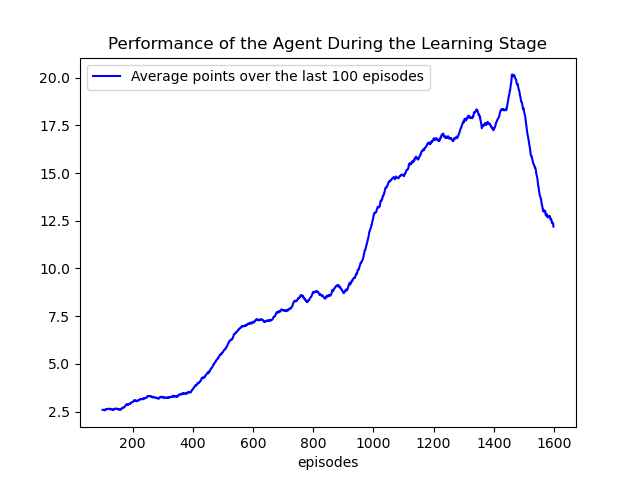 Performance of the Agent During the Learning Stage
Average points over the last 100 episodes
20.0
17.5
15.0
12.5
10.0
7.5
5.0
2.5
200 400 600 800 1000 1200 1400 1600
episodes